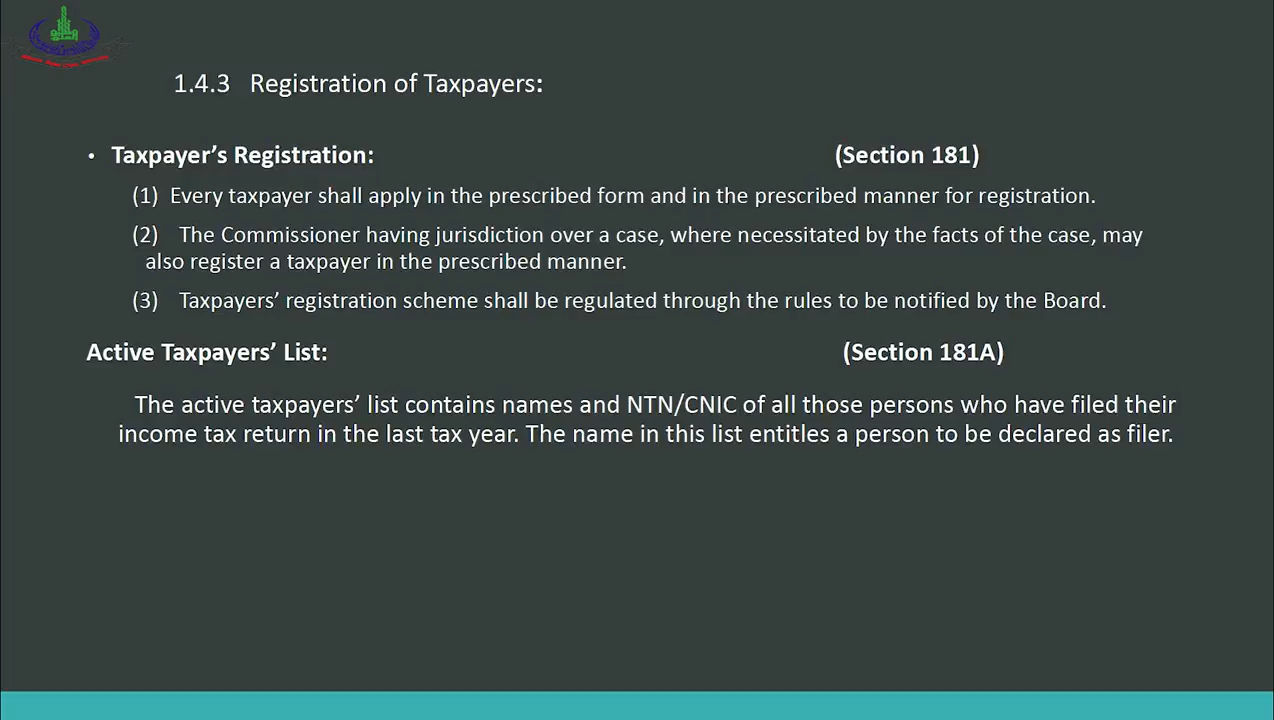 1.4.3 Registration of Taxpayers:
• Taxpayer’s Registration: (Section 181)
(1) Every taxpayer shall apply in the prescribed form and in the prescribed manner for registration.
(2) The Commissioner having jurisdiction over a case, where necessitated by the facts of the case, may
also register a taxpayer in the prescribed manner.
(3) Taxpayers’ registration scheme shall be regulated through the rules to be notified by the Board.
Active Taxpayers’ List: (Section 181A)
The active taxpayers’ list contains names and NTN/CNIC of all those persons who have filed their
income tax return in the last tax year. The name in this list entitles a person to be declared as filer.